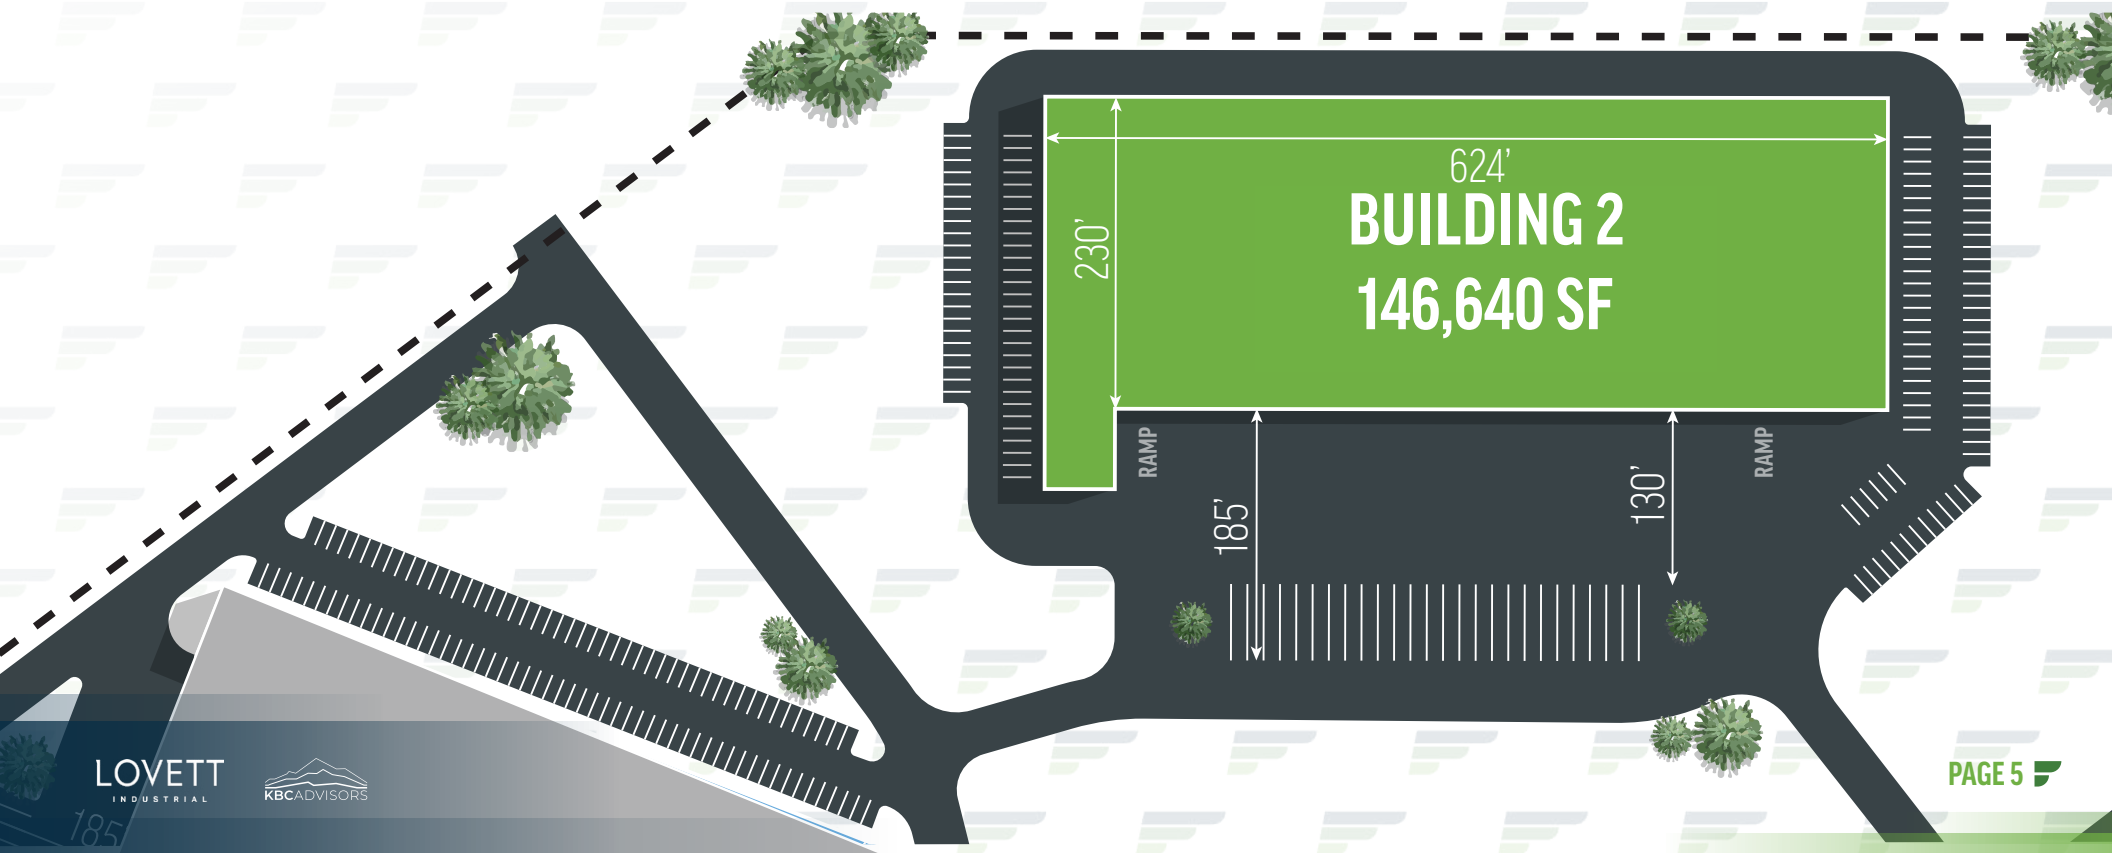 624’
BUILDING 2
230’
146,640 SF
RAMP
RAMP
185’
130’
LOVETT
INDUSTRIAL
KBCADVISORS
PAGE 5
185